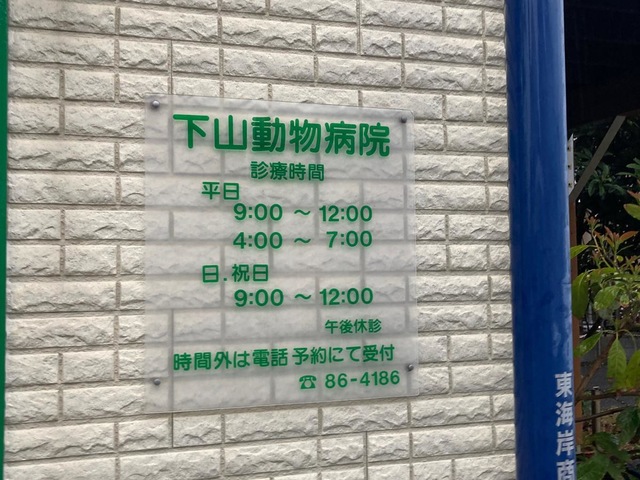 下山動物病院
診療時間
平日
9:00 〜 12:00
4:00 〜 7:00
日.祝日
9:00 〜 12:00
午後休診
時間外は電話予約にて受付
☎ 86-4186
東海岸商